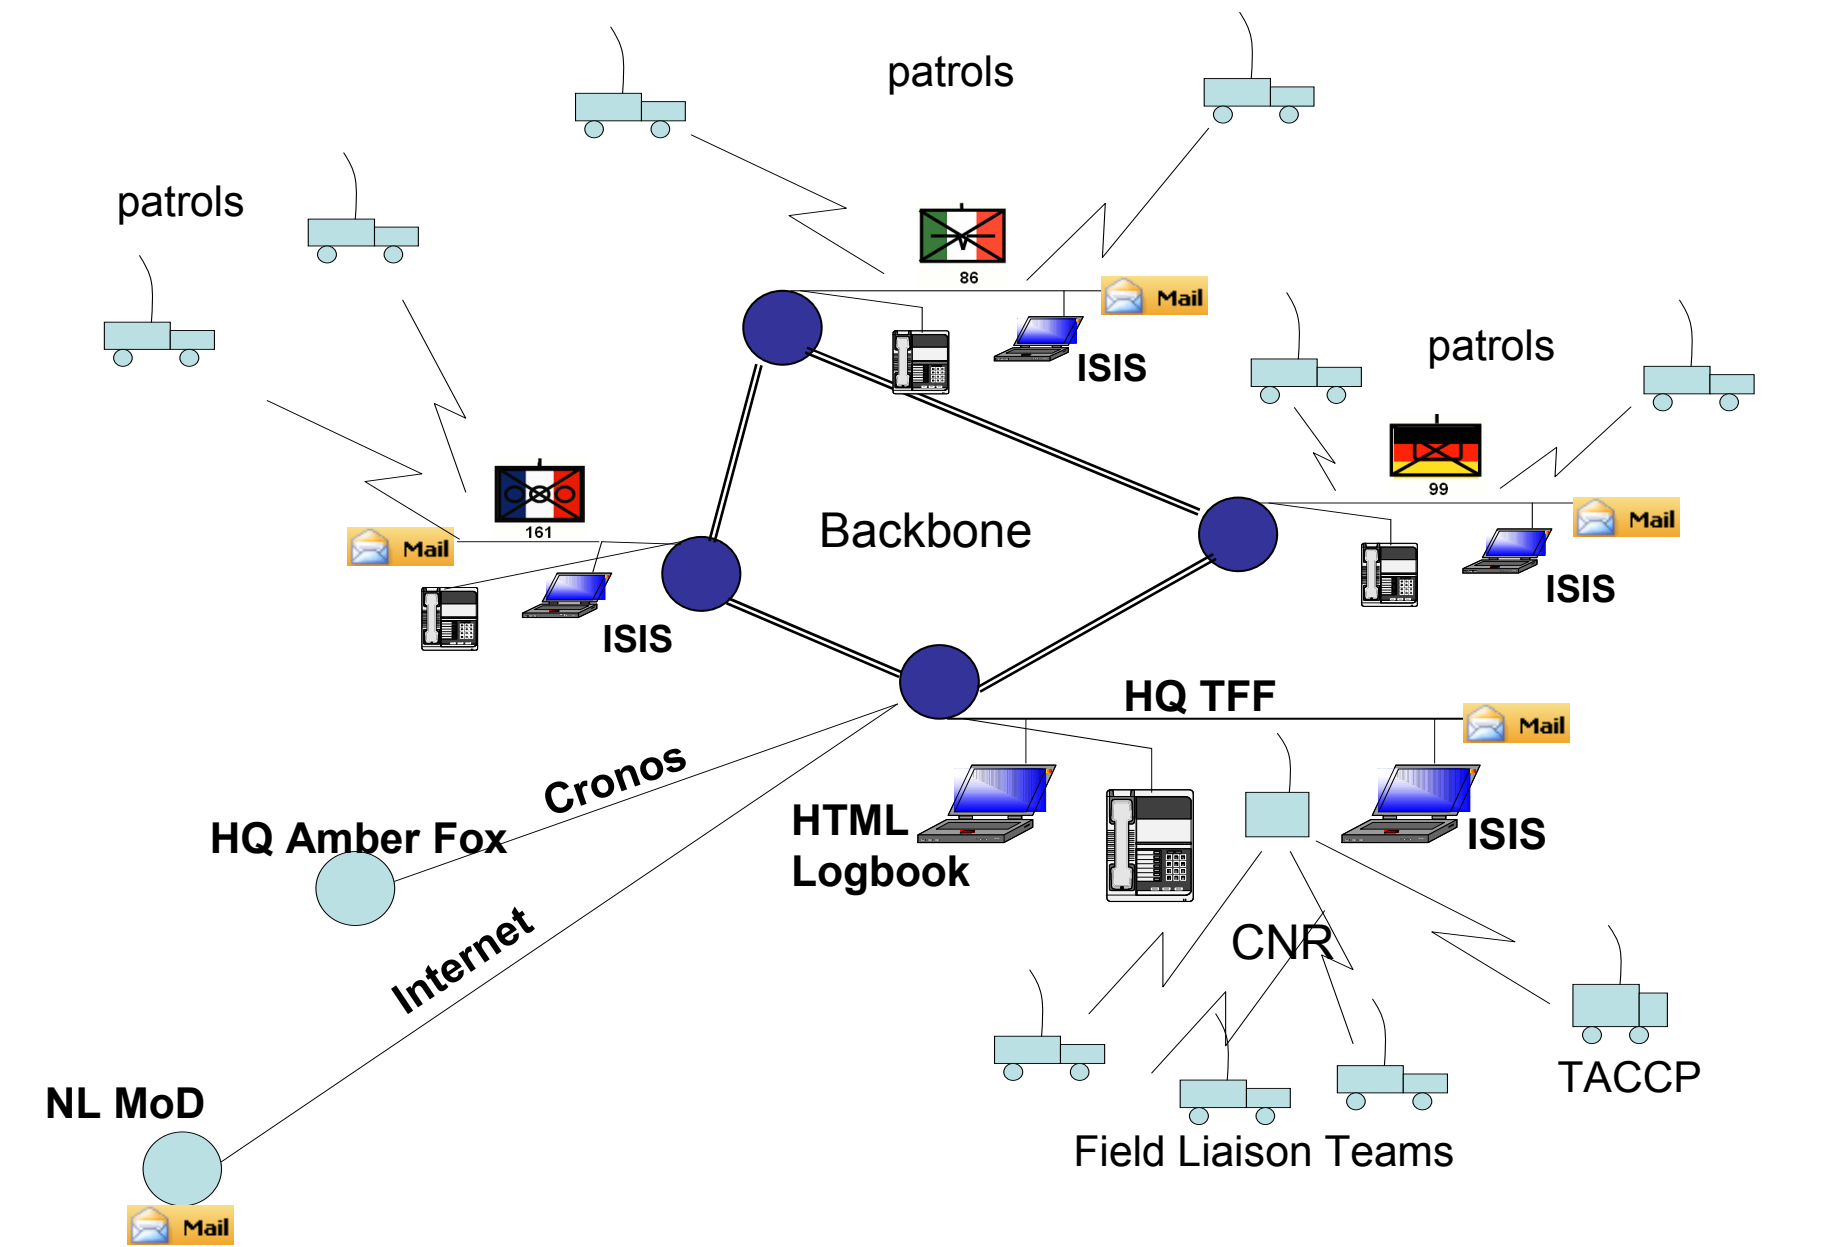 patrols
patrols
86
Mail
ISIS
patrols
patrols
99
Mail
ISIS
161
Mail
ISIS
Backbone
HQ TFF
Mail
Cronos
HTML
Logbook
ISIS
HQ Amber Fox
Internet
CNR
TACCP
NL MoD
Field Liaison Teams
Mail